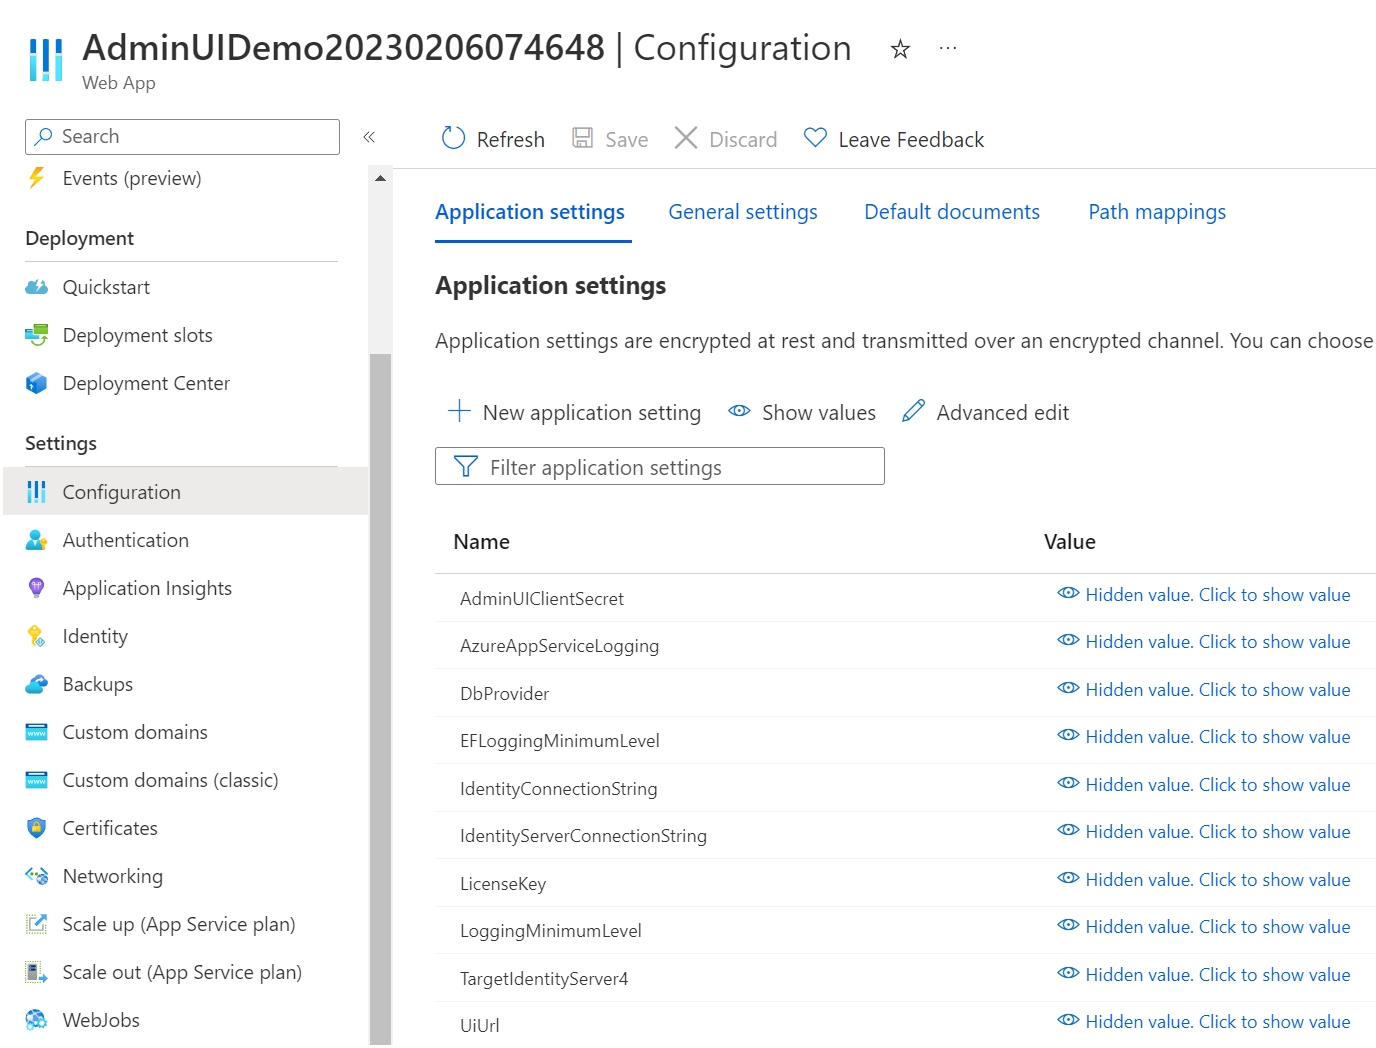 AdminUIDemo20230206074648 | Configuration
Web App
Search
Events (preview)
Deployment
Quickstart
Deployment slots
Deployment Center
Settings
Configuration
Authentication
Application Insights
Identity
Backups
Custom domains
Custom domains (classic)
Certificates
Networking
Scale up (App Service plan)
Scale out (App Service plan)
WebJobs
Refresh Save Discard Leave Feedback
Application settings General settings Default documents Path mappings
Application settings
Application settings are encrypted at rest and transmitted over an encrypted channel. You can choose
New application setting Show values Advanced edit
Filter application settings
Name Value
AdminUIClientSecret Hidden value. Click to show value
AzureAppServiceLogging Hidden value. Click to show value
DbProvider Hidden value. Click to show value
EFLoggingMinimumLevel Hidden value. Click to show value
IdentityConnectionString Hidden value. Click to show value
IdentityServerConnectionString Hidden value. Click to show value
LicenseKey Hidden value. Click to show value
LoggingMinimumLevel Hidden value. Click to show value
TargetIdentityServer4 Hidden value. Click to show value
UiUrl Hidden value. Click to show value